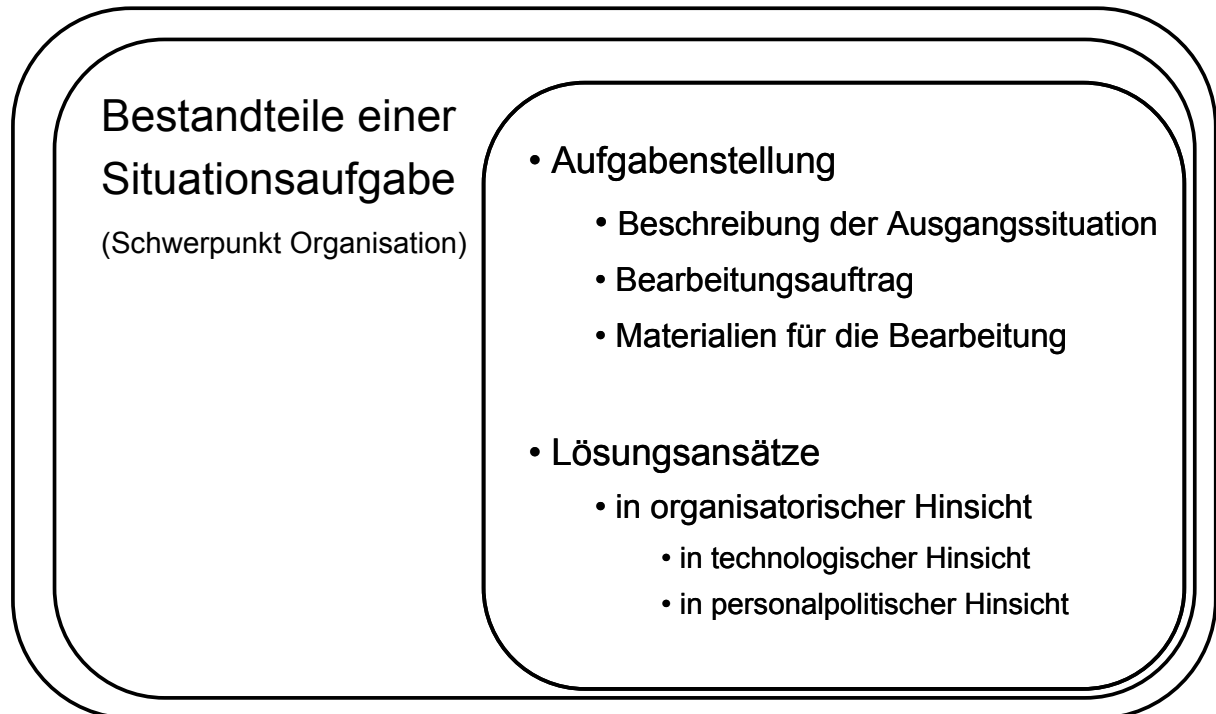 Bestandteile einer
Situationsaufgabe
(Schwerpunkt Organisation)
• Aufgabenstellung
• Beschreibung der Ausgangssituation
• Bearbeitungsauftrag
• Materialien für die Bearbeitung
• Lösungsansätze
• in organisatorischer Hinsicht
• in technologischer Hinsicht
• in personalpolitischer Hinsicht